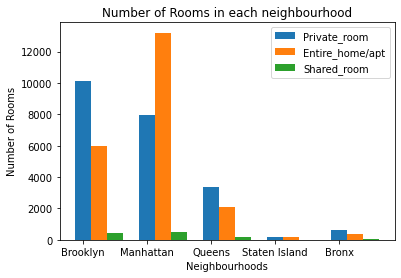 Number of Rooms in each neighbourhood
Private_room
Entire_home/apt
Shared_room
Number of Rooms
12000
10000
8000
6000
4000
2000
0
Brooklyn Manhattan Queens Staten Island Bronx
Neighbourhoods